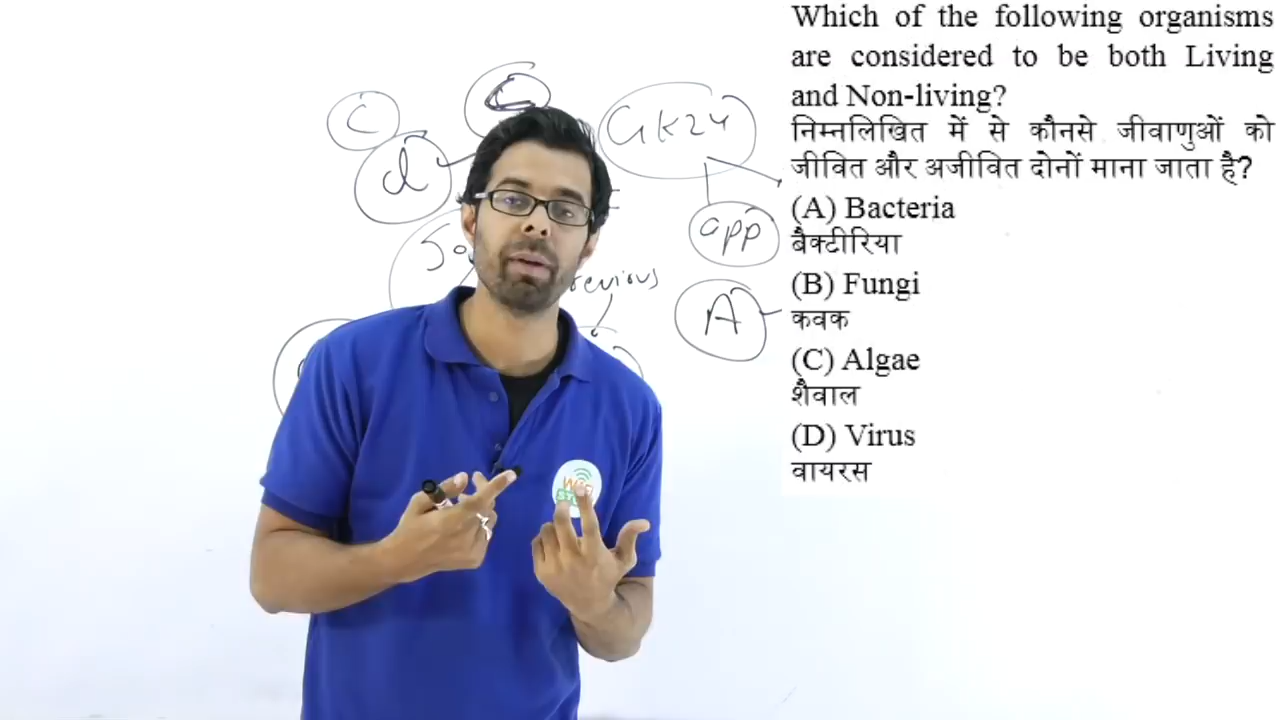 Which of the following organisms
are considered to be both Living
and Non-living?
निम्नलिखित में से कौनसे जीवाणुओं को
जीवित और अजीवित दोनों माना जाता है?
(A) Bacteria
बैक्टीरिया
(B) Fungi
कवक
(C) Algae
शैवाल
(D) Virus
वायरस
C
C
d
GK24
app
A